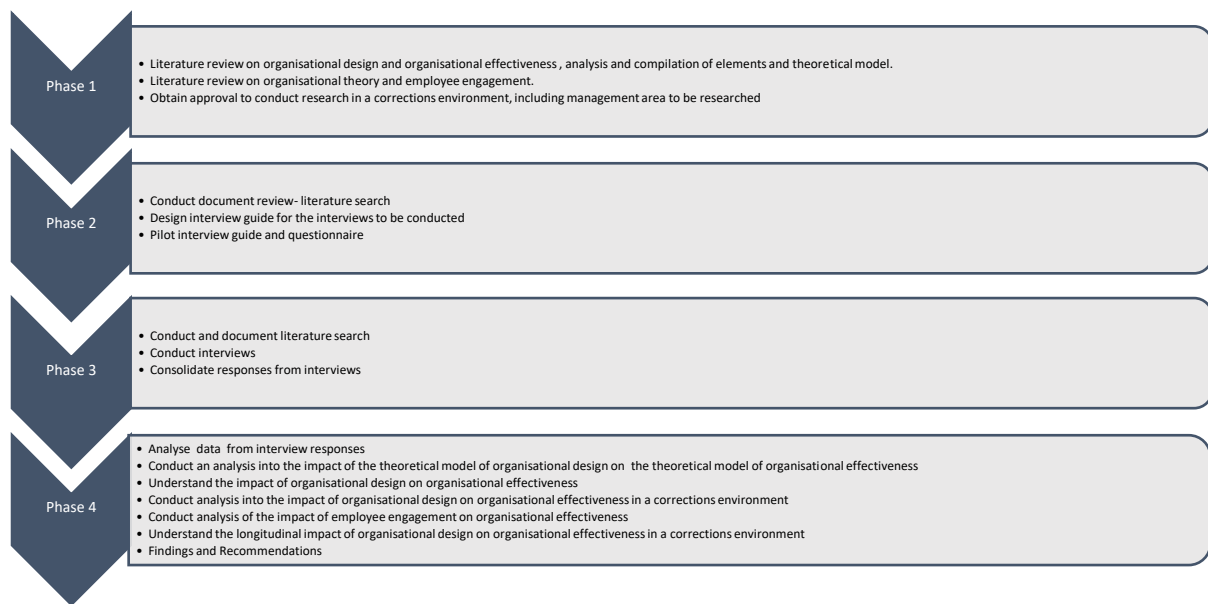 Phase 1
• Literature review on organisational design and organisational effectiveness , analysis and compilation of elements and theoretical model.
• Literature review on organisational theory and employee engagement.
• Obtain approval to conduct research in a corrections environment, including management area to be researched
Phase 2
• Conduct document review- literature search
• Design interview guide for the interviews to be conducted
• Pilot interview guide and questionnaire
Phase 3
• Conduct and document literature search
• Conduct interviews
• Consolidate responses from interviews
Phase 4
• Analyse data from interview responses
• Conduct an analysis into the impact of the theoretical model of organisational design on the theoretical model of organisational effectiveness
• Understand the impact of organisational design on organisational effectiveness
• Conduct analysis into the impact of organisational design on organisational effectiveness in a corrections environment
• Conduct analysis of the impact of employee engagement on organisational effectiveness
• Understand the longitudinal impact of organisational design on organisational effectiveness in a corrections environment
• Findings and Recommendations